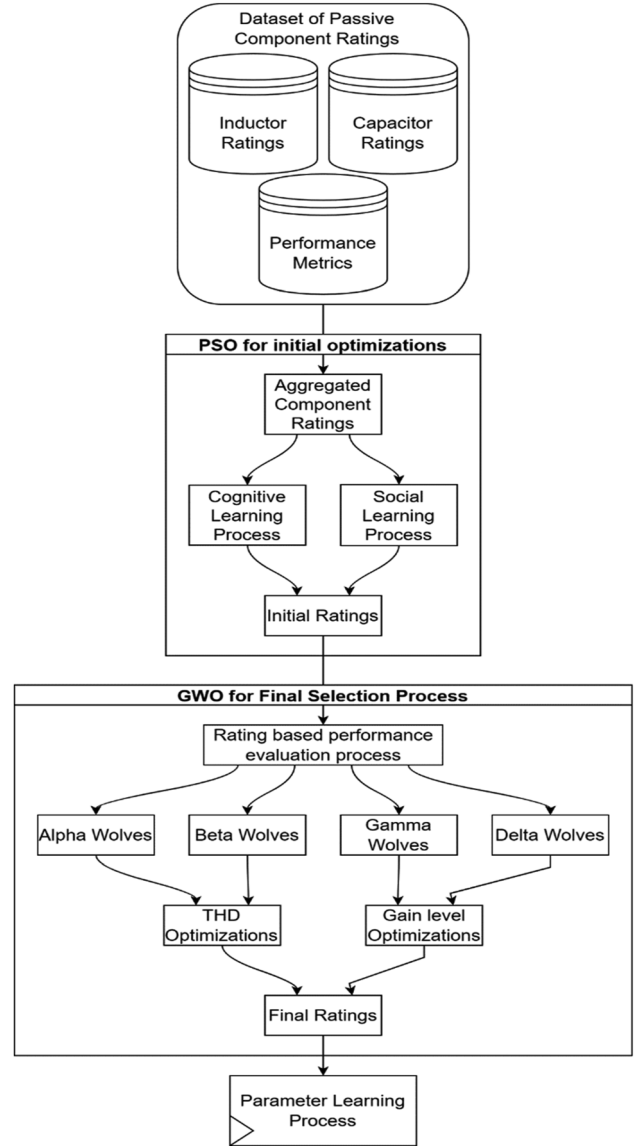 Dataset of Passive
Component Ratings
Inductor
Ratings
Capacitor
Ratings
Performance
Metrics
PSO for initial optimizations
Aggregated
Component
Ratings
Cognitive
Learning
Process
Social
Learning
Process
Initial Ratings
GWO for Final Selection Process
Rating based performance
evaluation process
Alpha Wolves
Beta Wolves
Gamma
Wolves
Delta Wolves
THD
Optimizations
Gain level
Optimizations
Final Ratings
Parameter Learning
Process